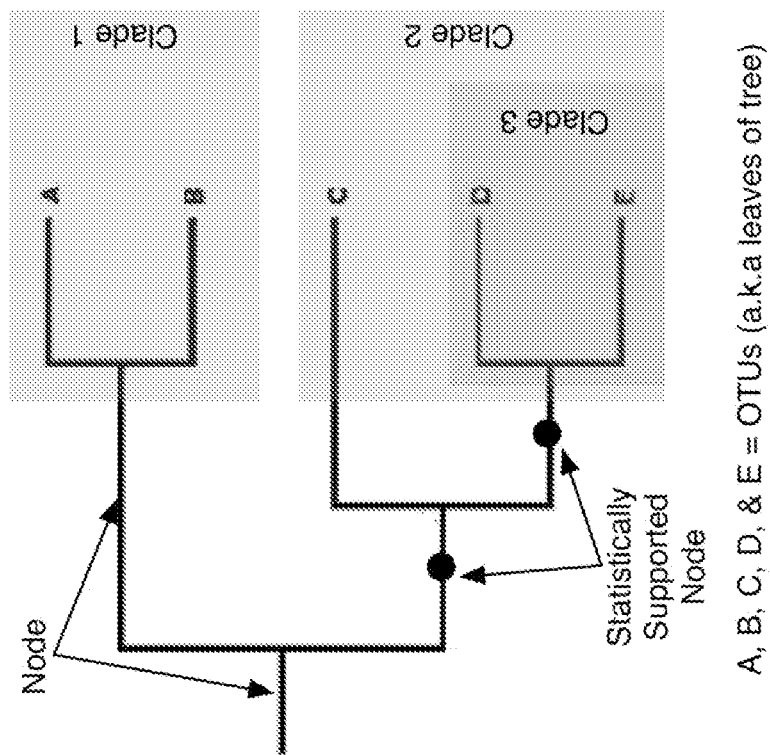 Clade 1
A
B
Clade 2
C
Clade 3
D
E
Node
Statistically
Supported
Node
A, B, C, D, & E = OTUs (a.k.a leaves of tree)